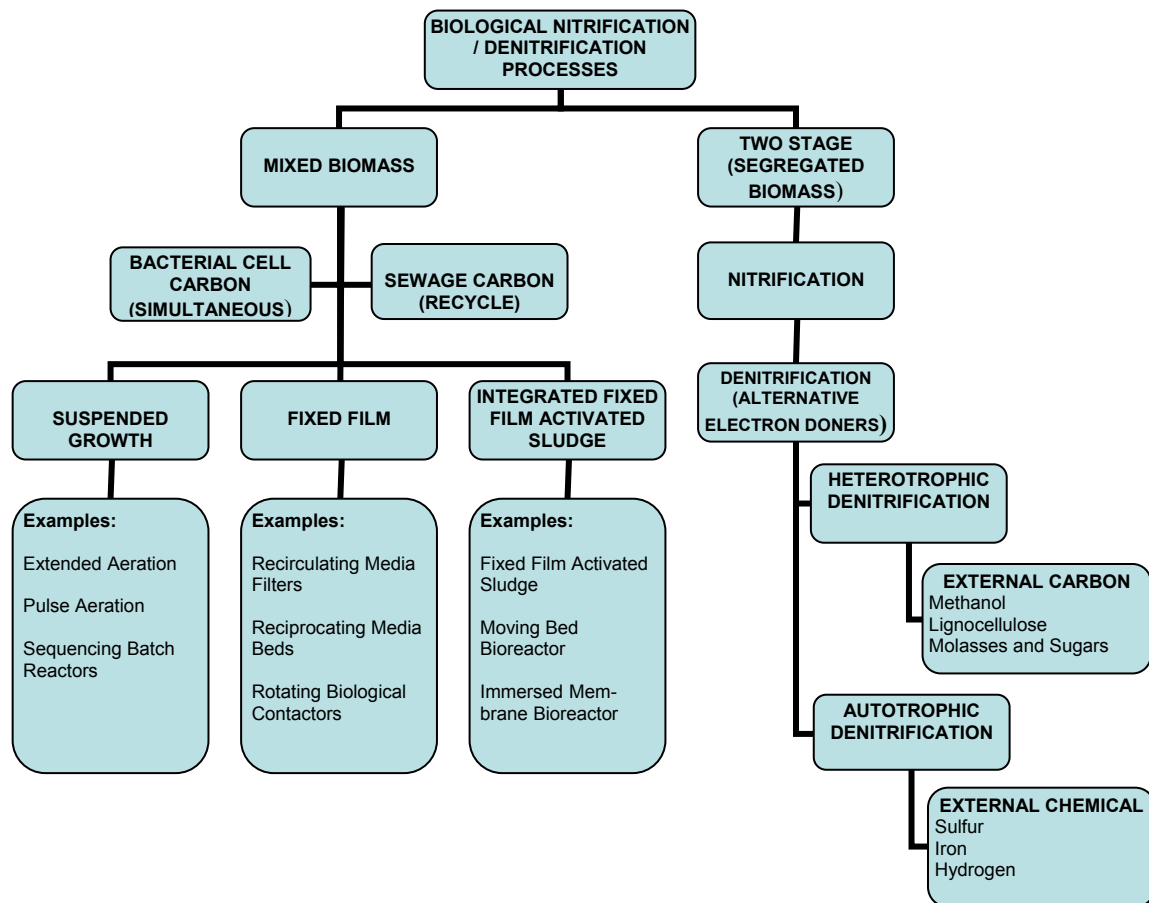 BIOLOGICAL NITRIFICATION
/ DENITRIFICATION
PROCESSES
MIXED BIOMASS
TWO STAGE
(SEGREGATED
BIOMASS)
BACTERIAL CELL
CARBON
(SIMULTANEOUS)
SEWAGE CARBON
(RECYCLE)
NITRIFICATION
SUSPENDED
GROWTH
FIXED FILM
INTEGRATED FIXED
FILM ACTIVATED
SLUDGE
DENITRIFICATION
(ALTERNATIVE
ELECTRON DONERS)
Examples:
Extended Aeration
Pulse Aeration
Sequencing Batch
Reactors
Examples:
Recirculating Media
Filters
Reciprocating Media
Beds
Rotating Biological
Contactors
Examples:
Fixed Film Activated
Sludge
Moving Bed
Bioreactor
Immersed Mem-
brane Bioreactor
HETEROTROPHIC
DENITRIFICATION
EXTERNAL CARBON
Methanol
Lignocellulose
Molasses and Sugars
AUTOTROPHIC
DENITRIFICATION
EXTERNAL CHEMICAL
Sulfur
Iron
Hydrogen